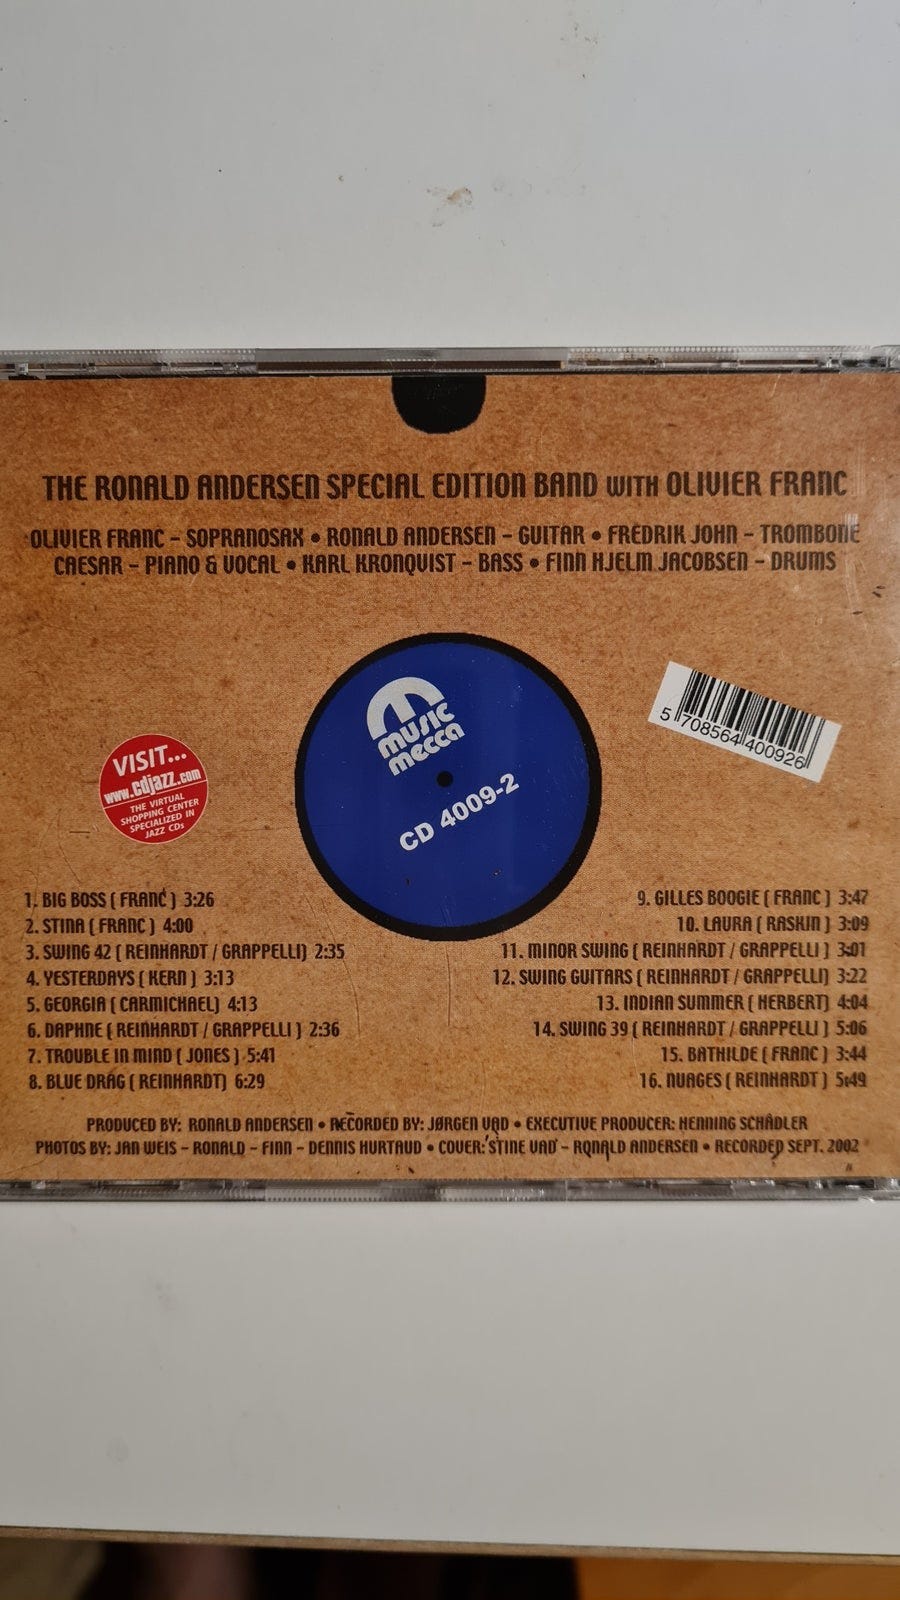 THE RONALD ANDERSEN SPECIAL EDITION BAND WITH OLIVIER FRANC
OLIVIER FRANC - SOPRANOSAX • RONALD ANDERSEN - GUITAR • FREDRIK JOHN - TROMBONE
CAESAR - PIANO & VOCAL • KARL KRONQVIST - BASS • FINN HJELM JACOBSEN - DRUMS
music
mecca
CD 4009-2
5 708564 400926
VISIT...
www.cdjazz.com
THE VIRTUAL
SHOPPING CENTER
SPECIALIZED IN
JAZZ CDs
1. BIG BOSS ( FRANC ) 3:26
2. STINA ( FRANC ) 4:00
3. SWING 42 ( REINHARDT / GRAPPELLI) 2:35
4. YESTERDAYS ( KERN ) 3:13
5. GEORGIA ( CARMICHAEL) 4:13
6. DAPHNE ( REINHARDT / GRAPPELLI ) 2:36
7. TROUBLE IN MIND ( JONES ) 5:41
8. BLUE DRAG ( REINHARDT) 6:29
9. GILLES BOOGIE ( FRANC ) 3:47
10. LAURA ( RASKIN ) 3:09
11. MINOR SWING ( REINHARDT / GRAPPELLI ) 3:01
12. SWING GUITARS ( REINHARDT / GRAPPELLI) 3:22
13. INDIAN SUMMER ( HERBERT) 4:04
14. SWING 39 ( REINHARDT / GRAPPELLI ) 5:06
15. BATHILDE ( FRANC ) 3:44
16. NUAGES ( REINHARDT ) 5:49
PRODUCED BY: RONALD ANDERSEN • RECORDED BY: JØRGEN VAD • EXECUTIVE PRODUCER: HENNING SCHÄDLER
PHOTOS BY: JAN WEIS - RONALD - FINN - DENNIS HURTAUD • COVER: STINE VAD - RONALD ANDERSEN • RECORDED SEPT. 2002